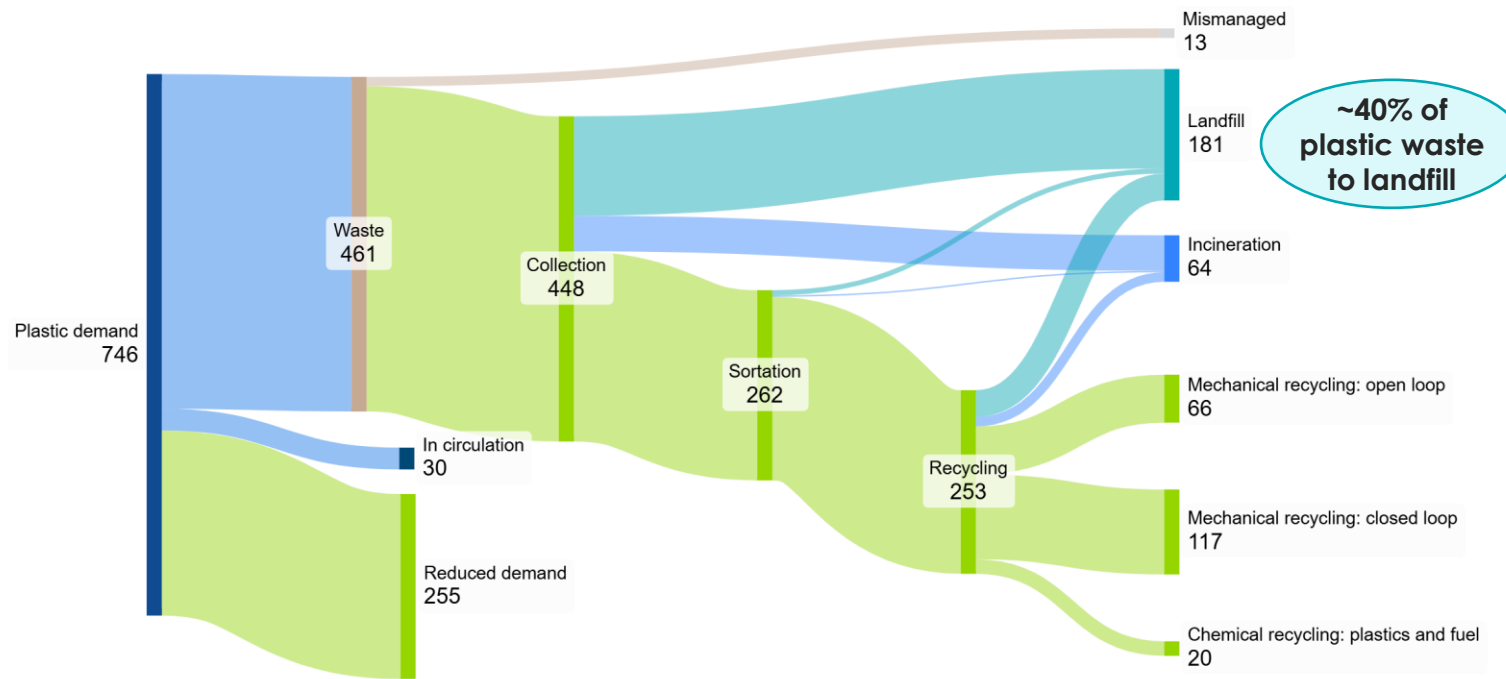 Mismanaged
13
Landfill
181
~40% of
plastic waste
to landfill
Waste
461
Incineration
64
Collection
448
Plastic demand
746
Sortation
262
Mechanical recycling: open loop
66
In circulation
30
Recycling
253
Mechanical recycling: closed loop
117
Reduced demand
255
Chemical recycling: plastics and fuel
20